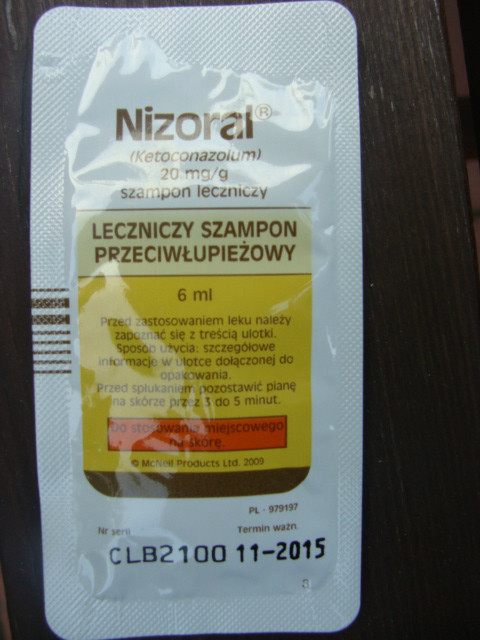 Nizoral®
(Ketoconazolum)
20 mg/g
szampon leczniczy
LECZNICZY SZAMPON
PRZECIWŁUPIEŻOWY
6 ml
Przed zastosowaniem leku należy
zapoznać się z treścią ulotki.
Sposób użycia: szczegółowe
informacje w ulotce dołączonej do
opakowania.
Przed spłukaniem pozostawić pianę
na skórze przez 3 do 5 minut.
Do stosowania miejscowego
na skórę.
© McNeil Products Ltd. 2009
PL - 979197
Nr serii
Termin ważn.
CLB2100 11-2015
3